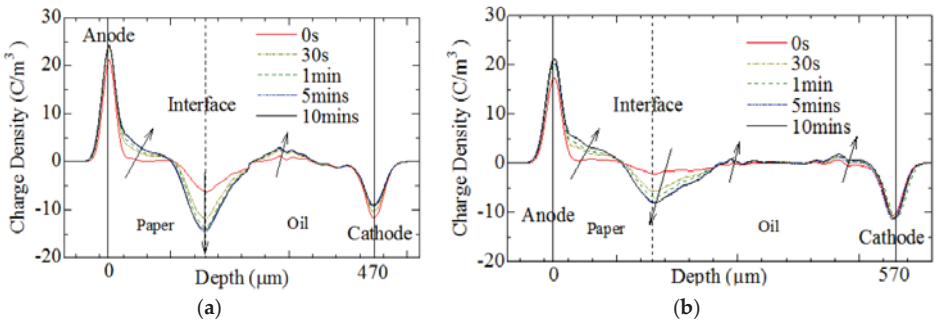 30
20
10
0
-10
-20
Charge Density (C/m³)
Anode
Interface
Paper
Oil
Cathode
0s
30s
1min
5mins
10mins
0
Depth (μm)
470
(a)
30
20
10
0
-10
-20
Charge Density (C/m³)
Interface
Anode
Paper
Oil
Cathode
0s
30s
1min
5mins
10mins
0
Depth (μm)
570
(b)